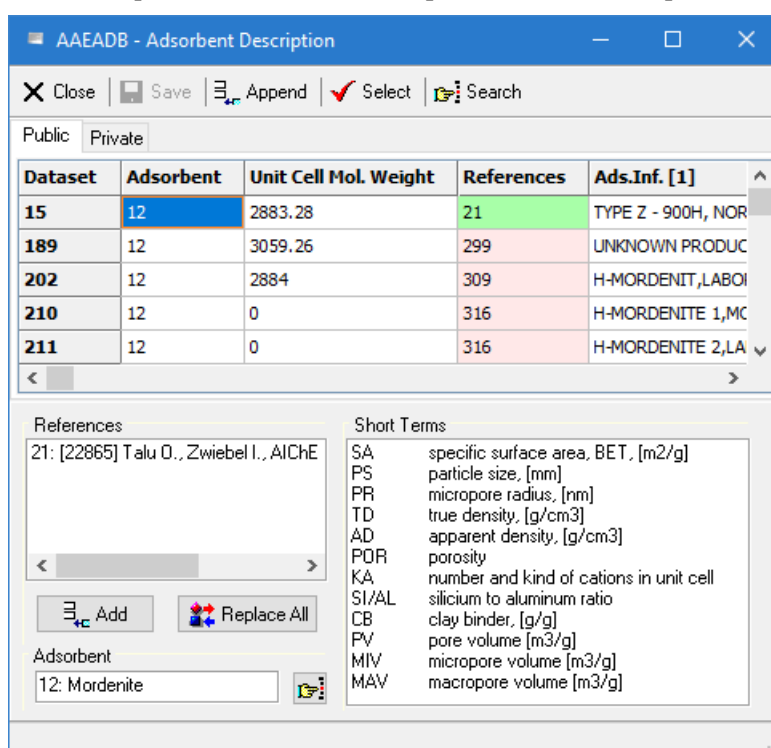 AAEADB - Adsorbent Description
Close Save Append Select Search
Public Private
Dataset Adsorbent Unit Cell Mol. Weight References Ads.Inf. [1]
15 12 2883.28 21 TYPE Z - 900H, NOR
189 12 3059.26 299 UNKNOWN PRODUC
202 12 2884 309 H-MORDENIT,LABO
210 12 0 316 H-MORDENITE 1,MO
211 12 0 316 H-MORDENITE 2,LA
References
21: [22865] Talu O., Zwiebel I., AIChE
Add Replace All
Adsorbent
12: Mordenite
Short Terms
SA specific surface area, BET, [m2/g]
PS particle size, [mm]
PR micropore radius, [nm]
TD true density, [g/cm3]
AD apparent density, [g/cm3]
POR porosity
KA number and kind of cations in unit cell
SI/AL silicium to aluminum ratio
CB clay binder, [g/g]
PV pore volume [m3/g]
MIV micropore volume [m3/g]
MAV macropore volume [m3/g]